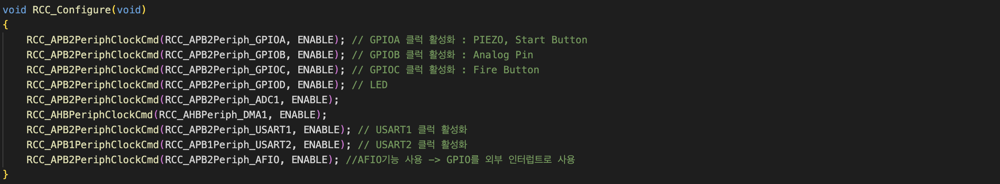 void RCC_Configure(void)
{
    RCC_APB2PeriphClockCmd(RCC_APB2Periph_GPIOA, ENABLE); // GPIOA 클럭 활성화 : PIEZO, Start Button
    RCC_APB2PeriphClockCmd(RCC_APB2Periph_GPIOB, ENABLE); // GPIOB 클럭 활성화 : Analog Pin
    RCC_APB2PeriphClockCmd(RCC_APB2Periph_GPIOC, ENABLE); // GPIOC 클럭 활성화 : Fire Button
    RCC_APB2PeriphClockCmd(RCC_APB2Periph_GPIOD, ENABLE); // LED
    RCC_APB2PeriphClockCmd(RCC_APB2Periph_ADC1, ENABLE);
    RCC_AHBPeriphClockCmd(RCC_AHBPeriph_DMA1, ENABLE);
    RCC_APB2PeriphClockCmd(RCC_APB2Periph_USART1, ENABLE); // USART1 클럭 활성화
    RCC_APB1PeriphClockCmd(RCC_APB1Periph_USART2, ENABLE); // USART2 클럭 활성화
    RCC_APB2PeriphClockCmd(RCC_APB2Periph_AFIO, ENABLE); //AFIO기능 사용 -> GPIO를 외부 인터럽트로 사용
}